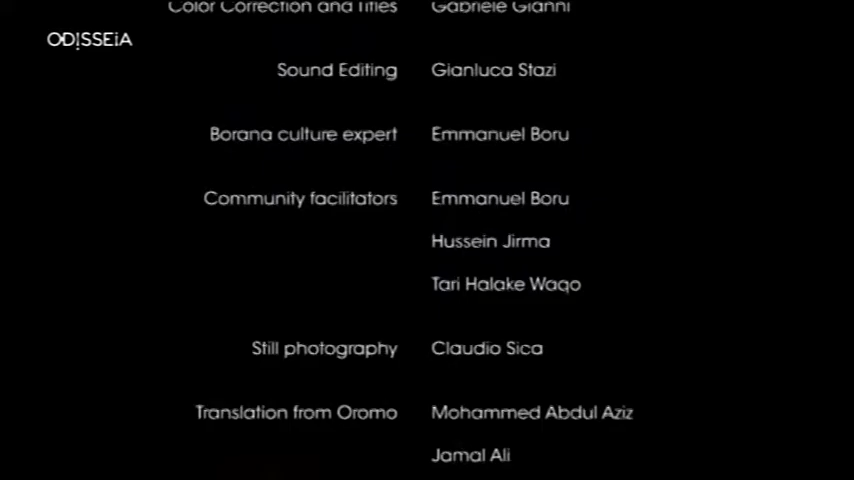 Color Correction and Titles Gabriele Gianni
ODISSEiA
Sound Editing Gianluca Stazi
Borana culture expert Emmanuel Boru
Community facilitators Emmanuel Boru
Hussein Jirma
Tari Halake Waqo
Still photography Claudio Sica
Translation from Oromo Mohammed Abdul Aziz
Jamal Ali